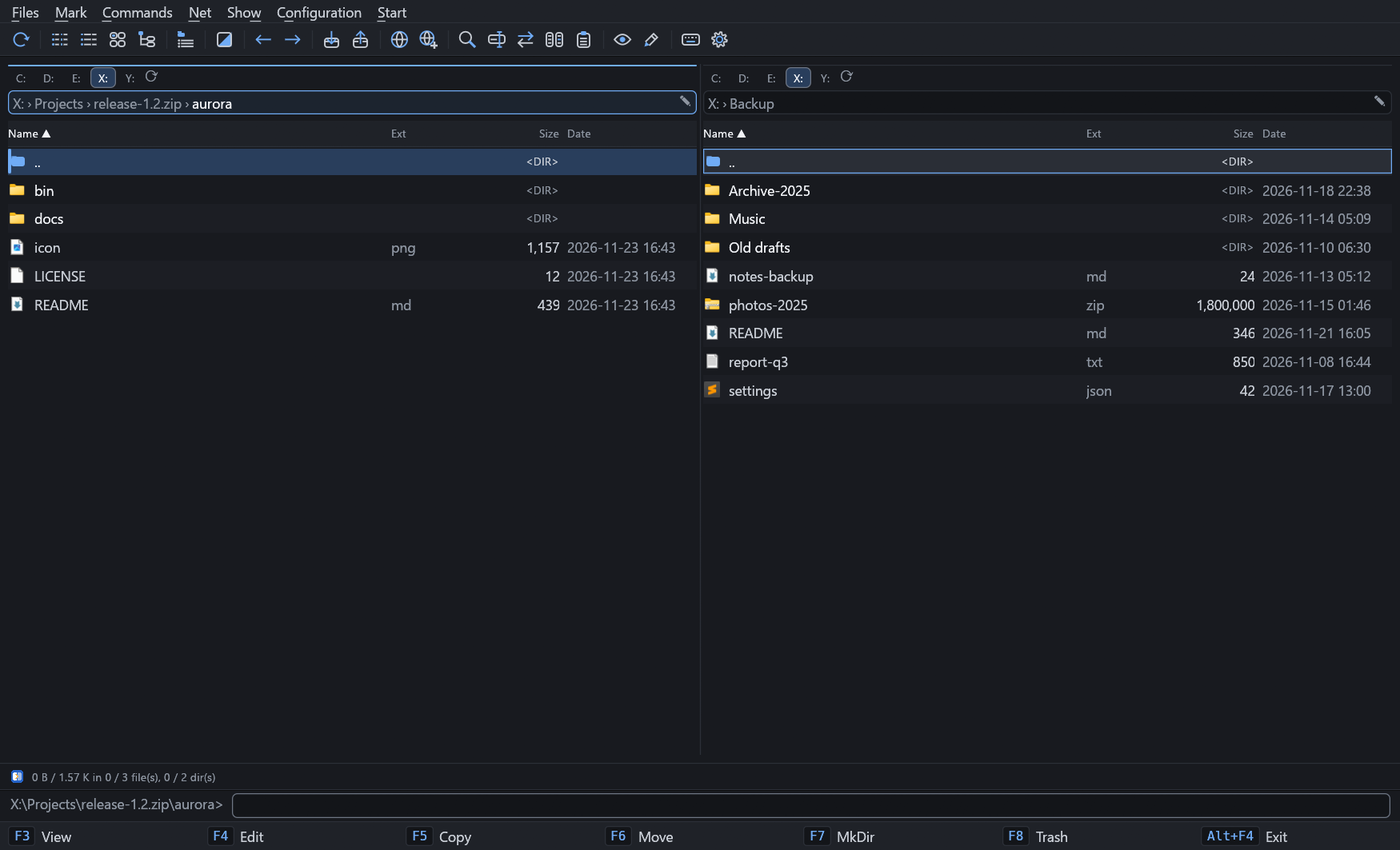 Files Mark Commands Net Show Configuration Start
C: D: E: X: Y:
X: › Projects › release-1.2.zip › aurora
Name ▲ Ext Size Date
.. <DIR>
bin <DIR>
docs <DIR>
icon png 1,157 2026-11-23 16:43
LICENSE 12 2026-11-23 16:43
README md 439 2026-11-23 16:43
C: D: E: X: Y:
X: › Backup
Name ▲ Ext Size Date
.. <DIR>
Archive-2025 <DIR> 2026-11-18 22:38
Music <DIR> 2026-11-14 05:09
Old drafts <DIR> 2026-11-10 06:30
notes-backup md 24 2026-11-13 05:12
photos-2025 zip 1,800,000 2026-11-15 01:46
README md 346 2026-11-21 16:05
report-q3 txt 850 2026-11-08 16:44
settings json 42 2026-11-17 13:00
0 B / 1.57 K in 0 / 3 file(s), 0 / 2 dir(s)
X:\Projects\release-1.2.zip\aurora>
F3 View F4 Edit F5 Copy F6 Move F7 MkDir F8 Trash Alt+F4 Exit